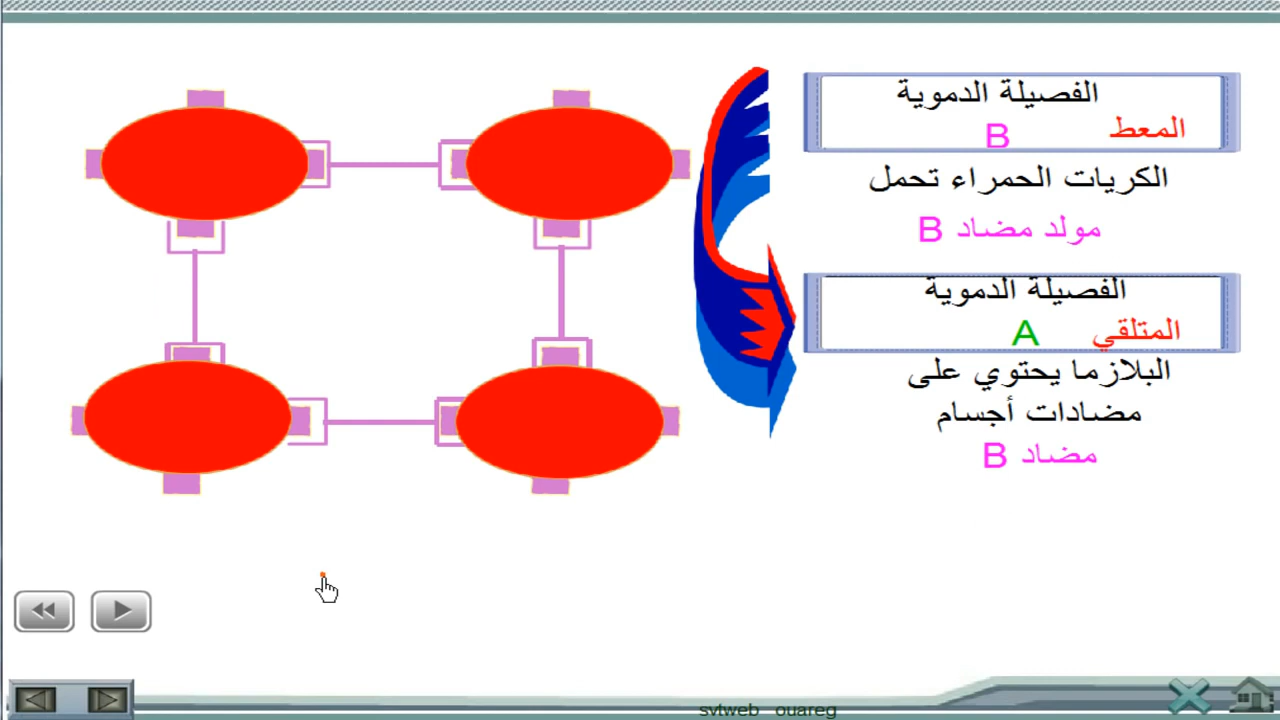 الفصيلة الدموية
المعط B
الكريات الحمراء تحمل
مولد مضاد B
الفصيلة الدموية
المتلقي A
البلازما يحتوي على
مضادات أجسام
مضاد B
svtweb ouareg